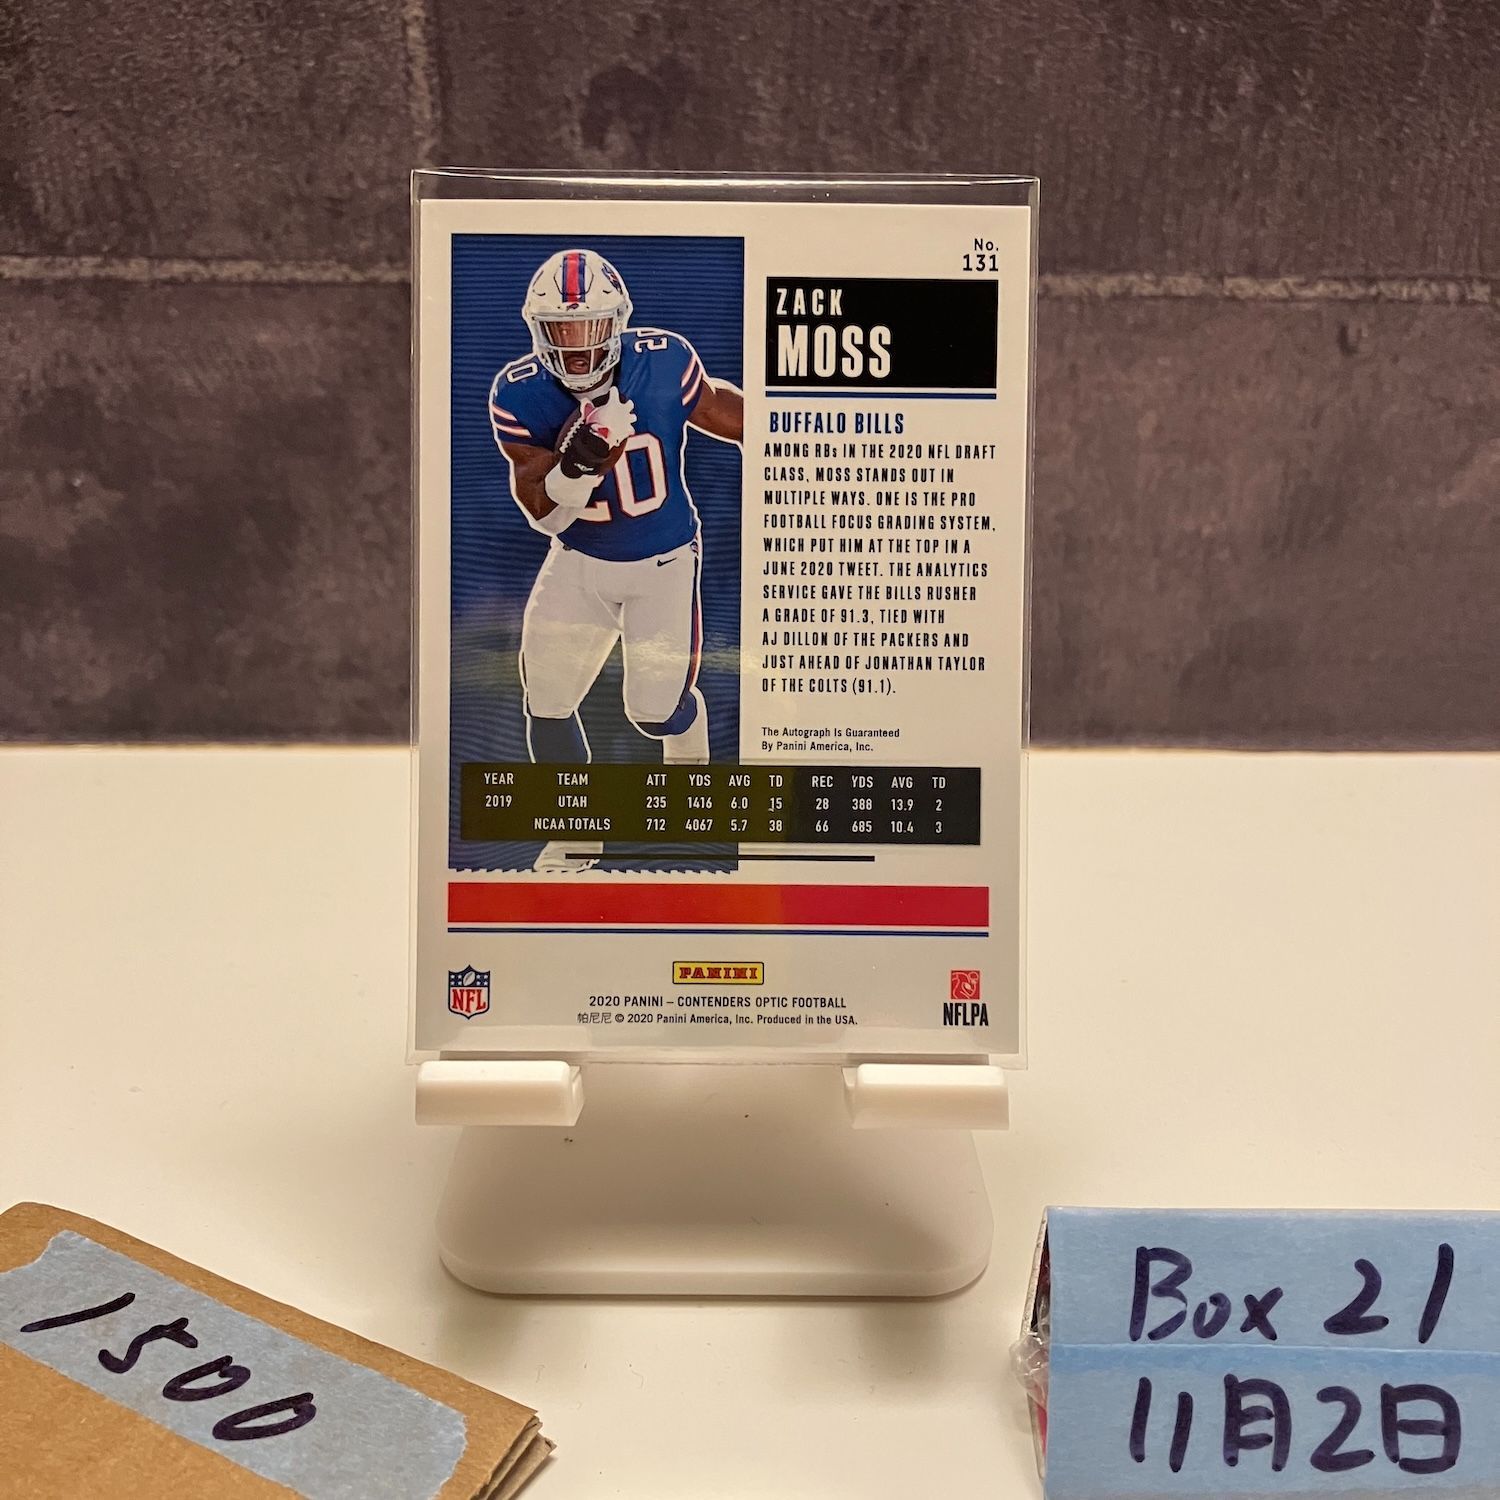 No.
131
ZACK
MOSS
BUFFALO BILLS
AMONG RBs IN THE 2020 NFL DRAFT
CLASS, MOSS STANDS OUT IN
MULTIPLE WAYS. ONE IS THE PRO
FOOTBALL FOCUS GRADING SYSTEM,
WHICH PUT HIM AT THE TOP IN A
JUNE 2020 TWEET. THE ANALYTICS
SERVICE GAVE THE BILLS RUSHER
A GRADE OF 91.3, TIED WITH
AJ DILLON OF THE PACKERS AND
JUST AHEAD OF JONATHAN TAYLOR
OF THE COLTS (91.1).
20
20
20
The Autograph Is Guaranteed
By Panini America, Inc.
YEAR TEAM ATT YDS AVG TD REC YDS AVG TD
2019 UTAH 235 1416 6.0 15 28 388 13.9 2
NCAA TOTALS 712 4067 5.7 38 66 685 10.4 3
NFL
PANINI
NFLPA
2020 PANINI – CONTENDERS OPTIC FOOTBALL
帕尼尼 © 2020 Panini America, Inc. Produced in the USA.
1500
Box 21
11月2日